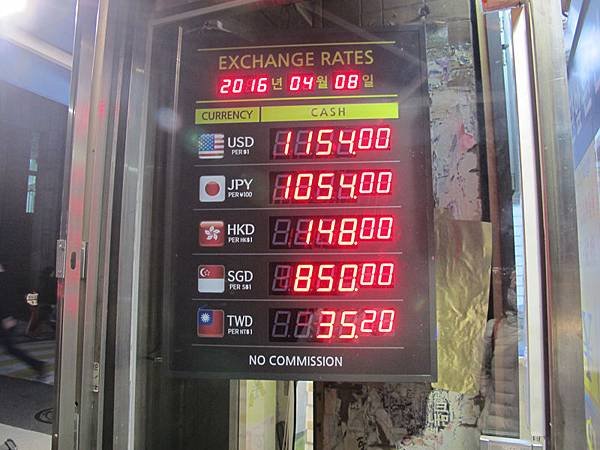 EXCHANGE RATES
2016년 04월 08일
CURRENCY CASH
USD 1154.00
PER $1
JPY 1054.00
PER ¥100
HKD 148.00
PER HK$1
SGD 850.00
PER S$1
TWD 35.20
PER NT$1
NO COMMISSION